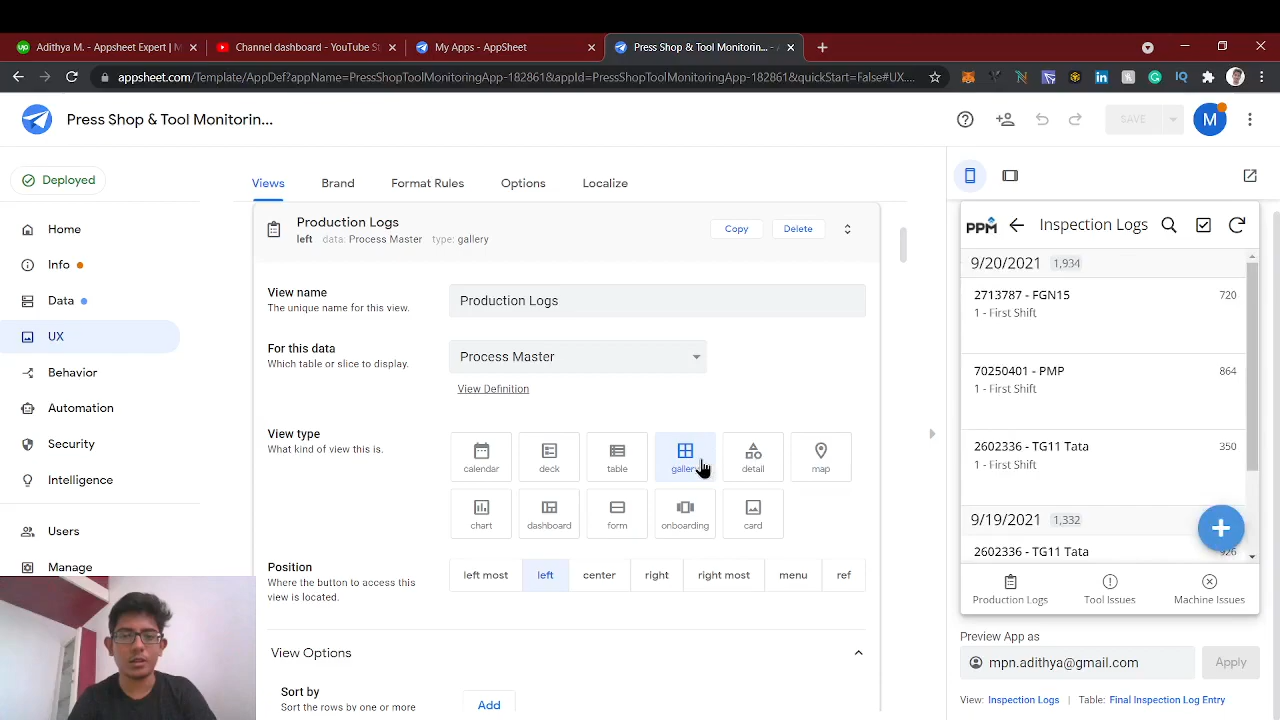 Adithya M. - Appsheet Expert | M
Channel dashboard - YouTube St
My Apps - AppSheet
Press Shop & Tool Monitorin... - A
appsheet.com/Template/AppDef?appName=PressShopToolMonitoringApp-182861&appId=PressShopToolMonitoringApp-182861&quickStart=False#UX....
Press Shop & Tool Monitorin...
SAVE
M
Deployed
Home
Info
Data
UX
Behavior
Automation
Security
Intelligence
Users
Manage
Views
Brand
Format Rules
Options
Localize
Production Logs
left data: Process Master type: gallery
Copy
Delete
View name
The unique name for this view.
Production Logs
For this data
Which table or slice to display.
Process Master
View Definition
View type
What kind of view this is.
calendar
deck
table
detail
map
chart
dashboard
form
onboarding
card
Position
Where the button to access this
view is located.
left most
left
center
right
right most
menu
ref
View Options
Sort by
Sort the rows by one or more
Add
PPM
Inspection Logs
9/20/2021 1,934
2713787 - FGN15 720
1 - First Shift
70250401 - PMP 864
1 - First Shift
2602336 - TG11 Tata 350
1 - First Shift
9/19/2021 1,332
2602336 - TG11 Tata
Production Logs
Tool Issues
Machine Issues
Preview App as
mpn.adithya@gmail.com
Apply
View: Inspection Logs | Table: Final Inspection Log Entry